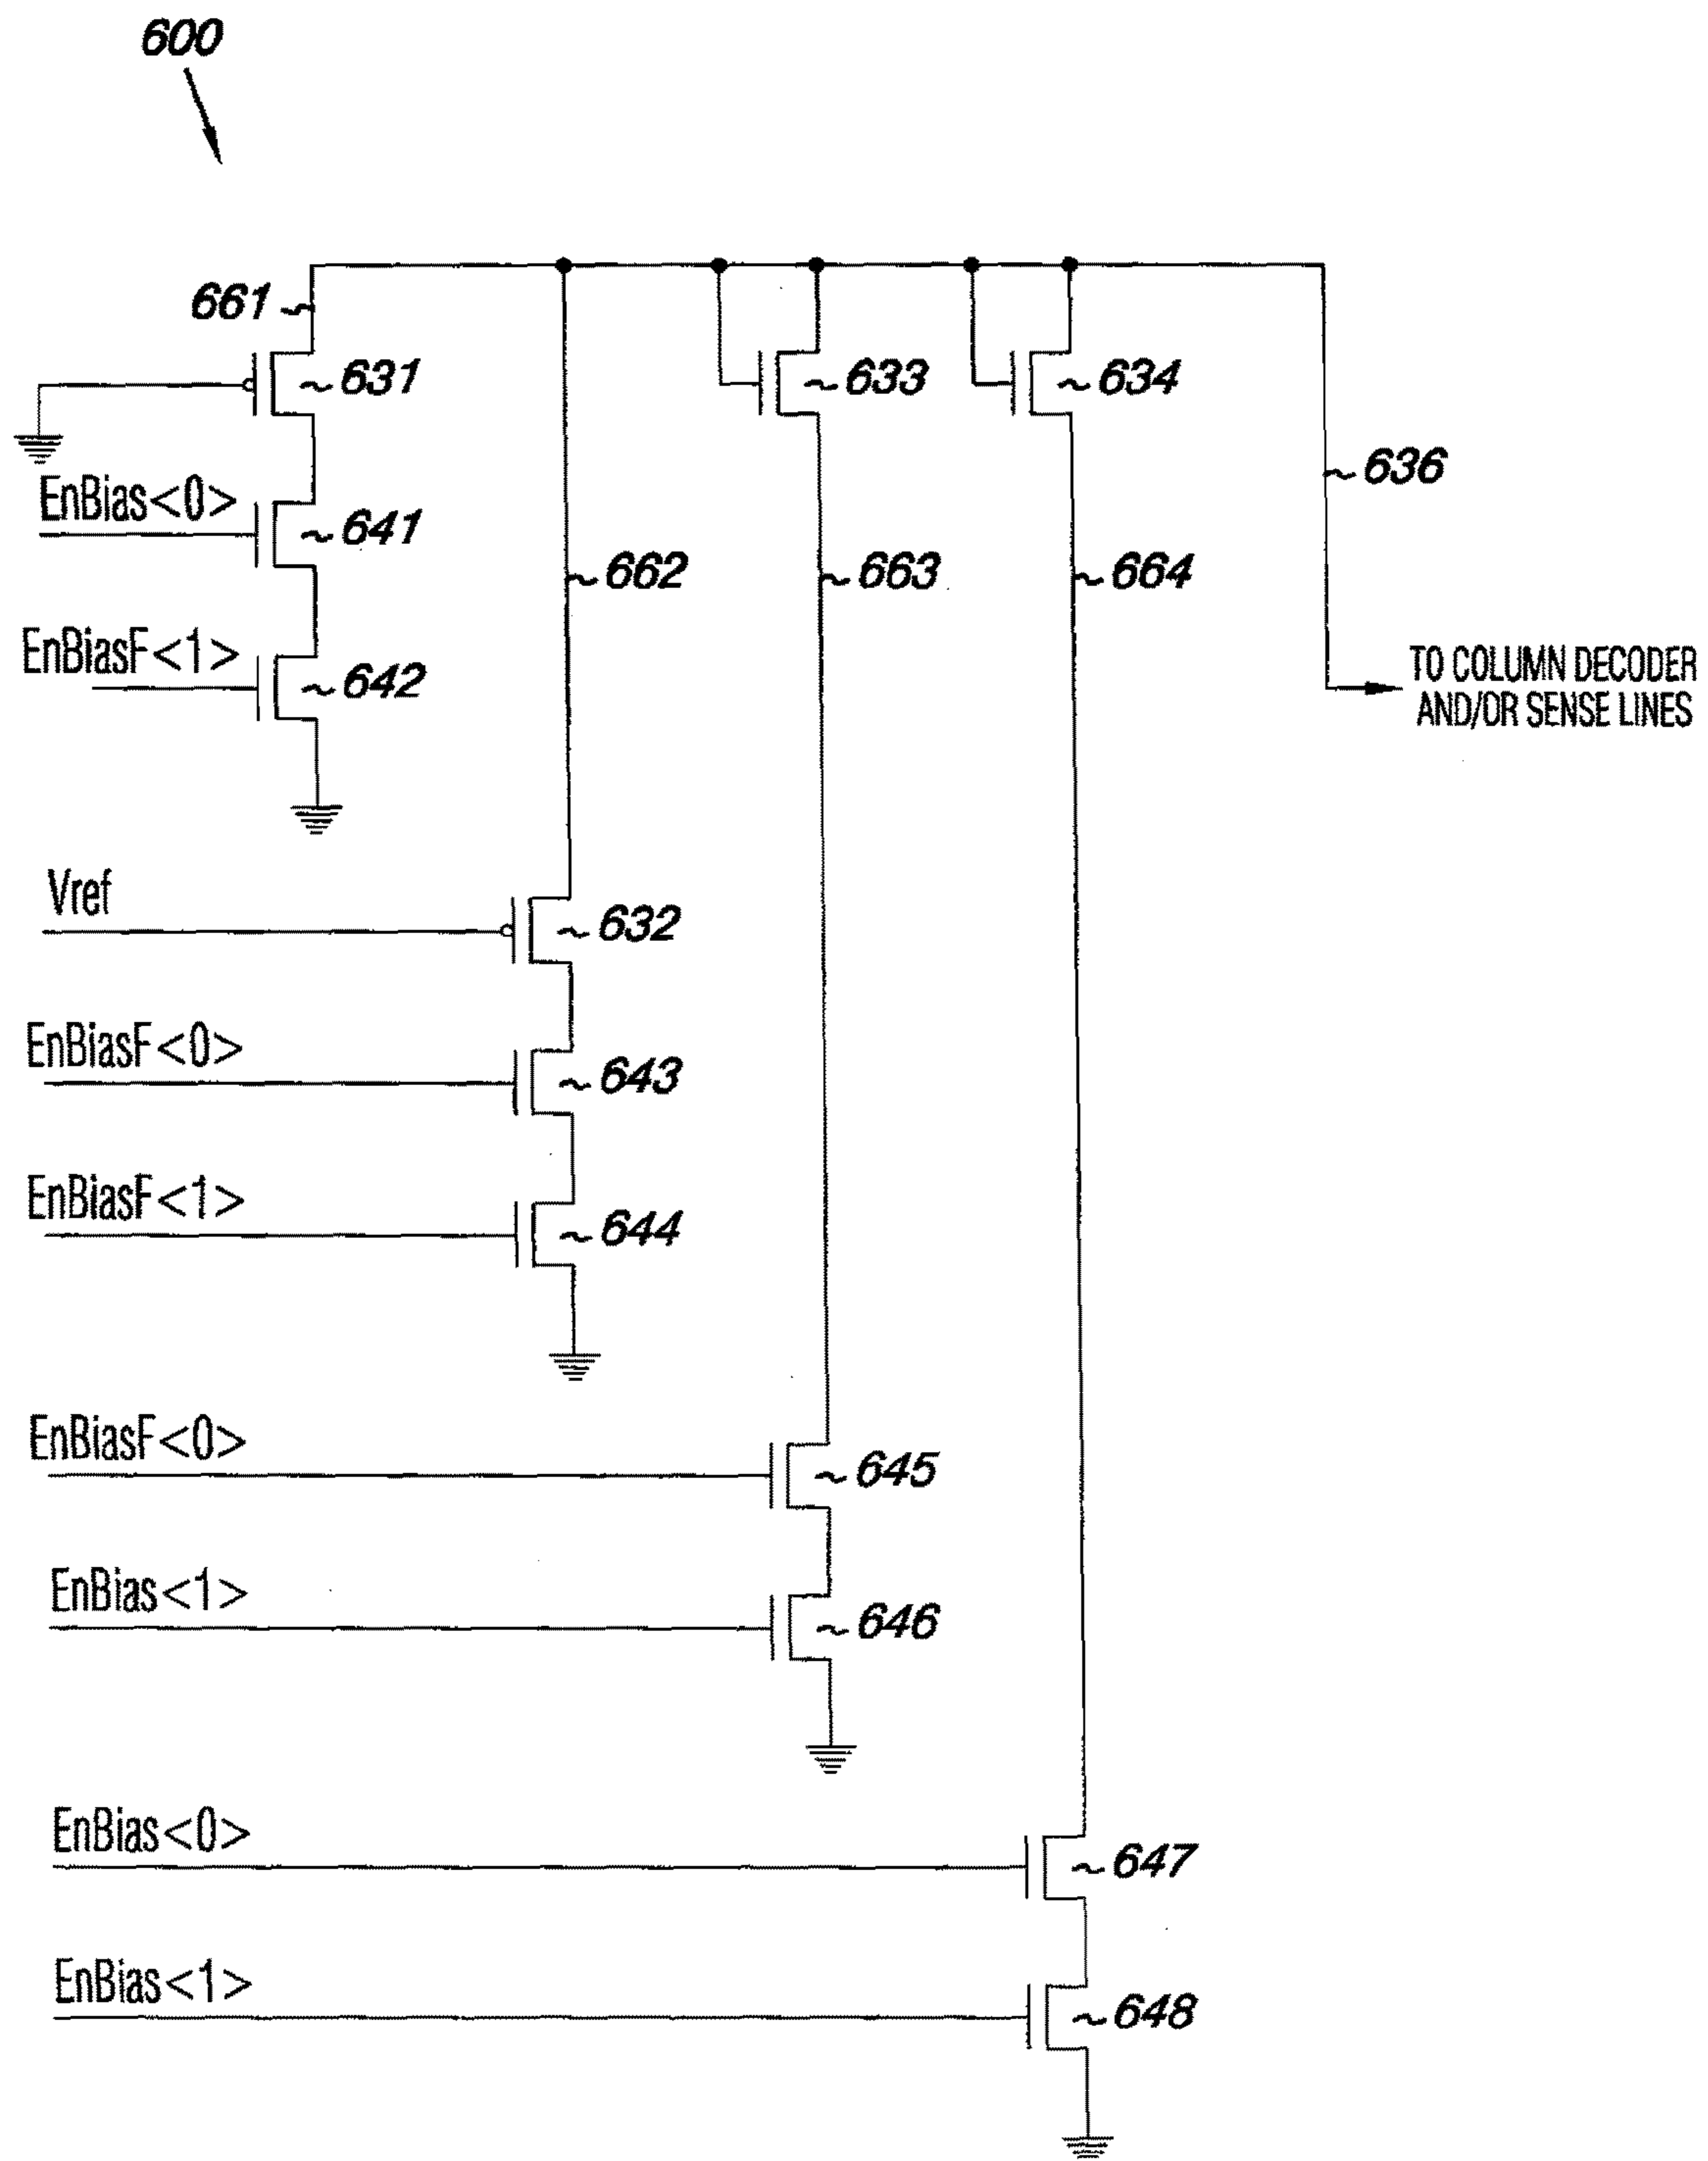 600
661
631
633
634
636
EnBias<0>
641
662
663
664
EnBiasF<1>
642
TO COLUMN DECODER
AND/OR SENSE LINES
Vref
632
EnBiasF<0>
643
EnBiasF<1>
644
EnBiasF<0>
645
EnBias<1>
646
EnBias<0>
647
EnBias<1>
648